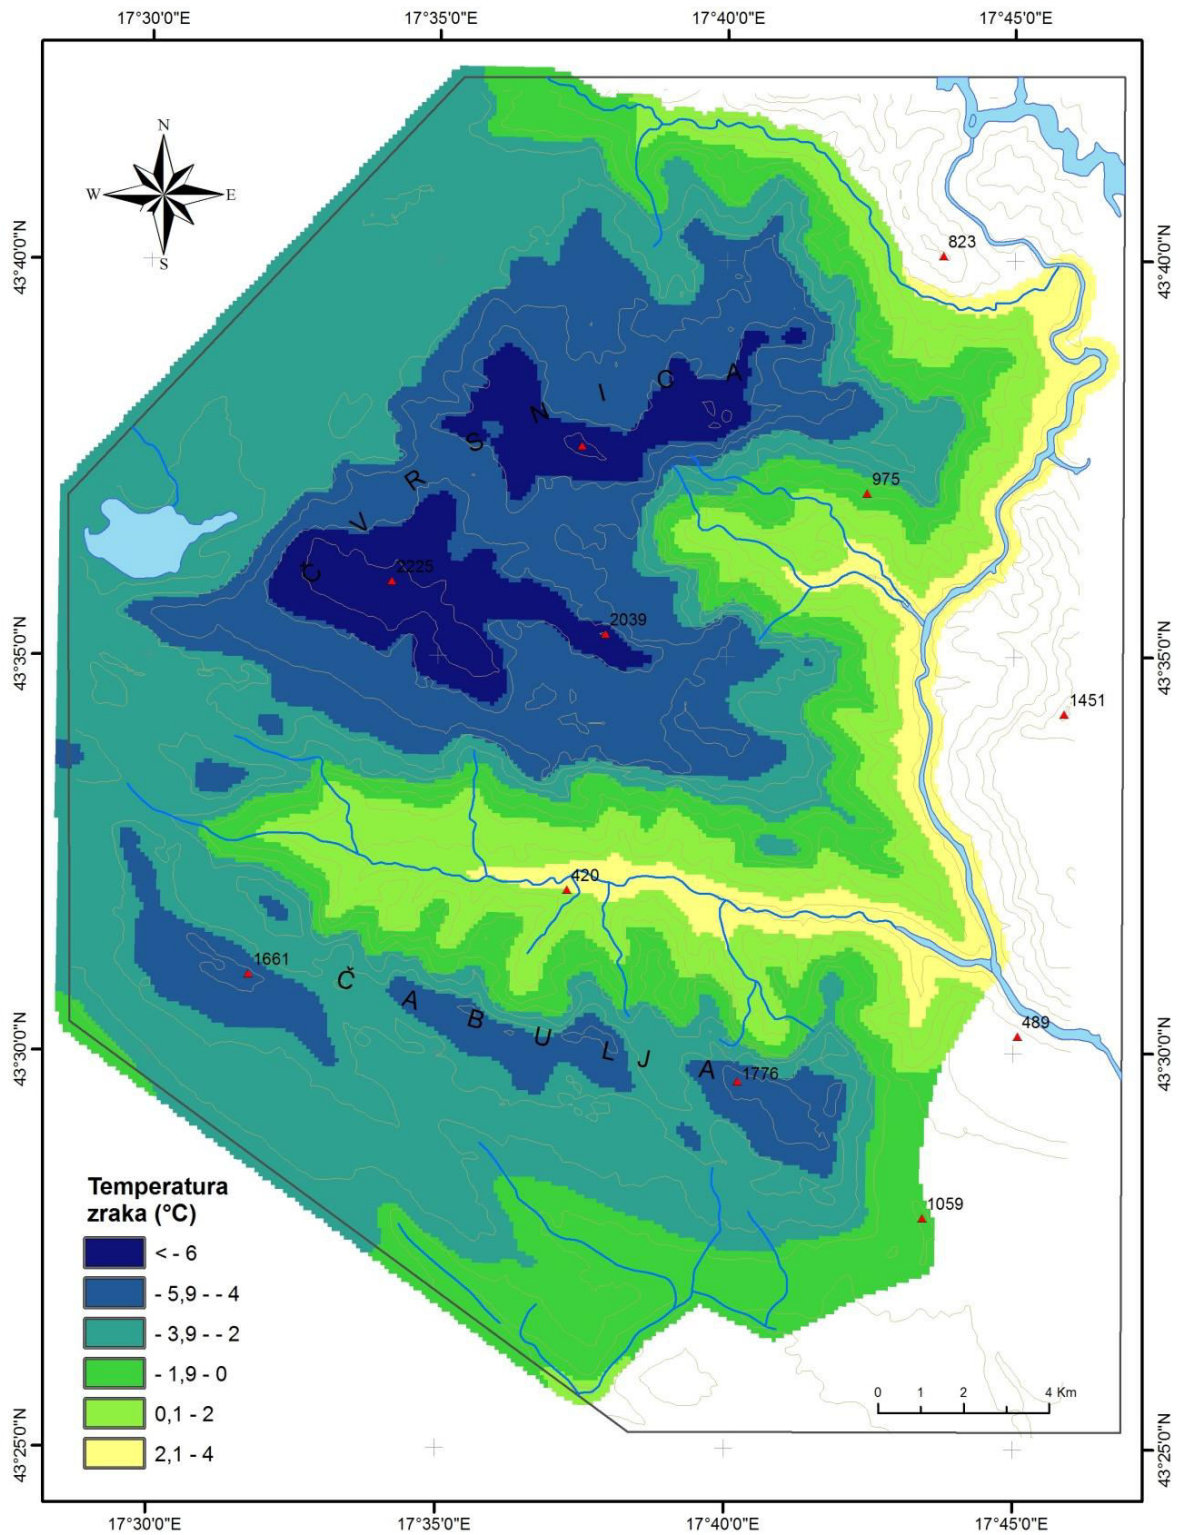 17°30'0"E 17°35'0"E 17°40'0"E 17°45'0"E
N
W E
S
43°40'0"N 43°40'0"N
823
ČVRSNICA
975
2225
2039
43°35'0"N 43°35'0"N
1451
420
1661
ČABULJA
489
43°30'0"N 43°30'0"N
1776
1059
Temperatura
zraka (°C)
< - 6
- 5,9 - - 4
- 3,9 - - 2
- 1,9 - 0
0,1 - 2
2,1 - 4
0 1 2 4 Km
43°25'0"N 43°25'0"N
17°30'0"E 17°35'0"E 17°40'0"E 17°45'0"E